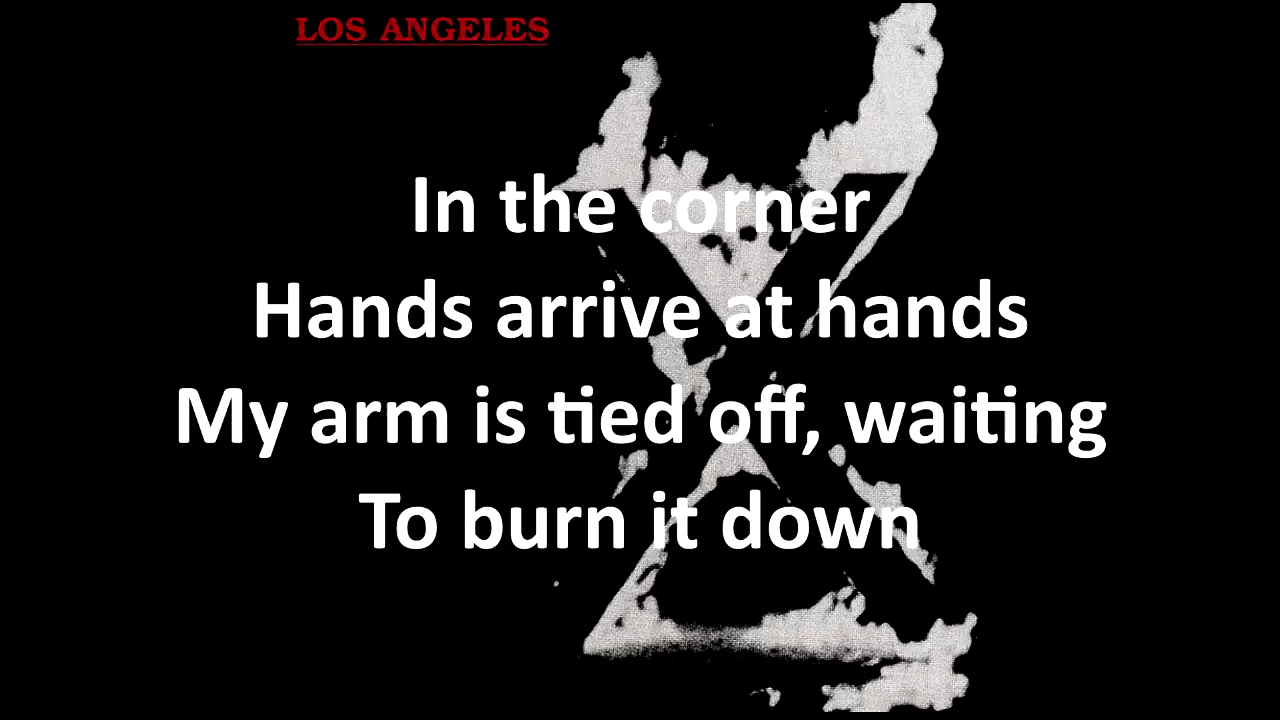 LOS ANGELES
In the corner
Hands arrive at hands
My arm is tied off, waiting
To burn it down